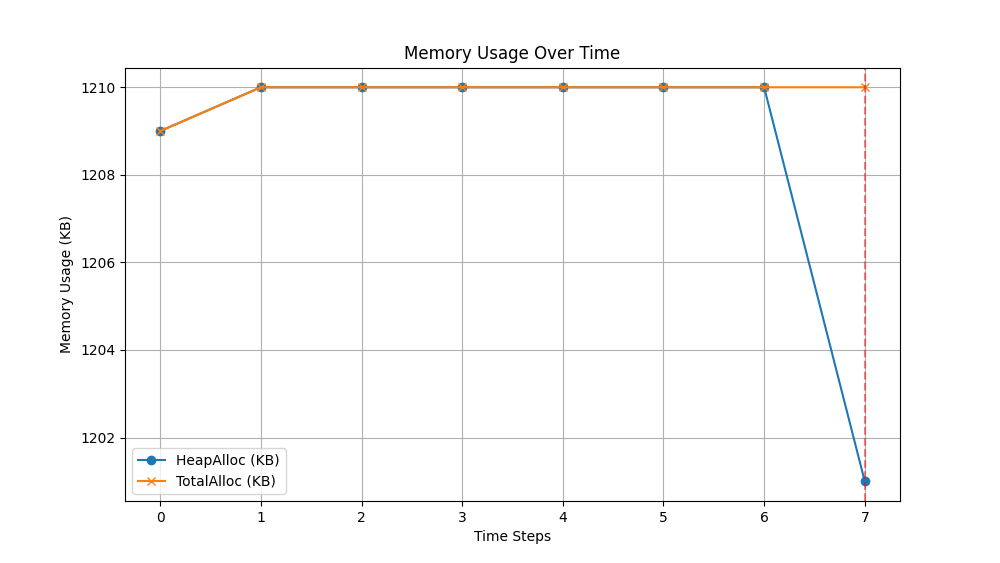 Memory Usage Over Time
Memory Usage (KB)
1210
1208
1206
1204
1202
HeapAlloc (KB)
TotalAlloc (KB)
0 1 2 3 4 5 6 7
Time Steps